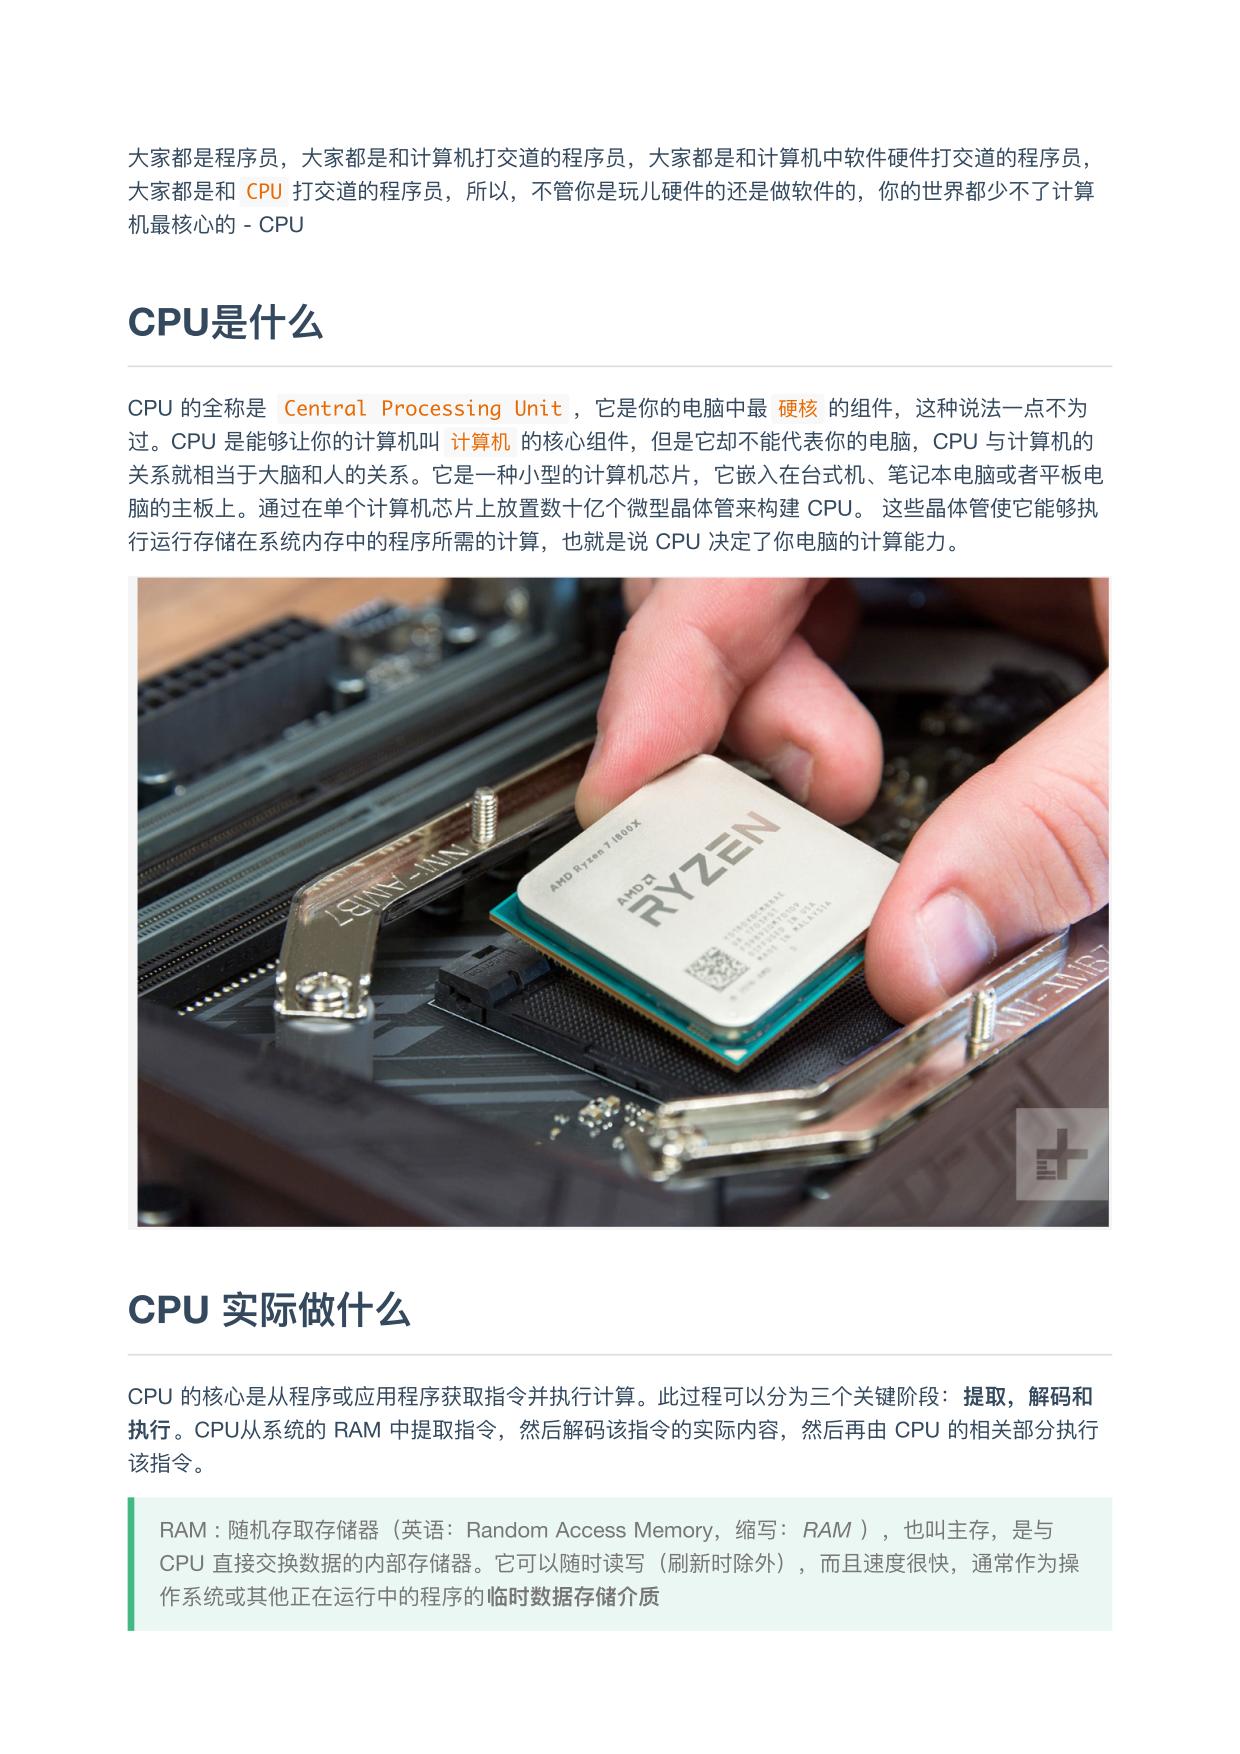 大家都是程序员，大家都是和计算机打交道的程序员，大家都是和计算机中软件硬件打交道的程序员，
大家都是和 CPU 打交道的程序员，所以，不管你是玩儿硬件的还是做软件的，你的世界都少不了计算
机最核心的 - CPU
CPU是什么
CPU 的全称是 Central Processing Unit ，它是你的电脑中最 硬核 的组件，这种说法一点不为
过。CPU 是能够让你的计算机叫 计算机 的核心组件，但是它却不能代表你的电脑，CPU 与计算机的
关系就相当于大脑和人的关系。它是一种小型的计算机芯片，它嵌入在台式机、笔记本电脑或者平板电
脑的主板上。通过在单个计算机芯片上放置数十亿个微型晶体管来构建 CPU。 这些晶体管使它能够执
行运行存储在系统内存中的程序所需的计算，也就是说 CPU 决定了你电脑的计算能力。
AMD Ryzen 7 1800X
AMD
RYZEN
DIFFUSED IN USA
MADE IN MALAYSIA
CPU 实际做什么
CPU 的核心是从程序或应用程序获取指令并执行计算。此过程可以分为三个关键阶段：提取，解码和
执行。CPU从系统的 RAM 中提取指令，然后解码该指令的实际内容，然后再由 CPU 的相关部分执行
该指令。
RAM : 随机存取存储器（英语：Random Access Memory，缩写：RAM ），也叫主存，是与
CPU 直接交换数据的内部存储器。它可以随时读写（刷新时除外），而且速度很快，通常作为操
作系统或其他正在运行中的程序的临时数据存储介质